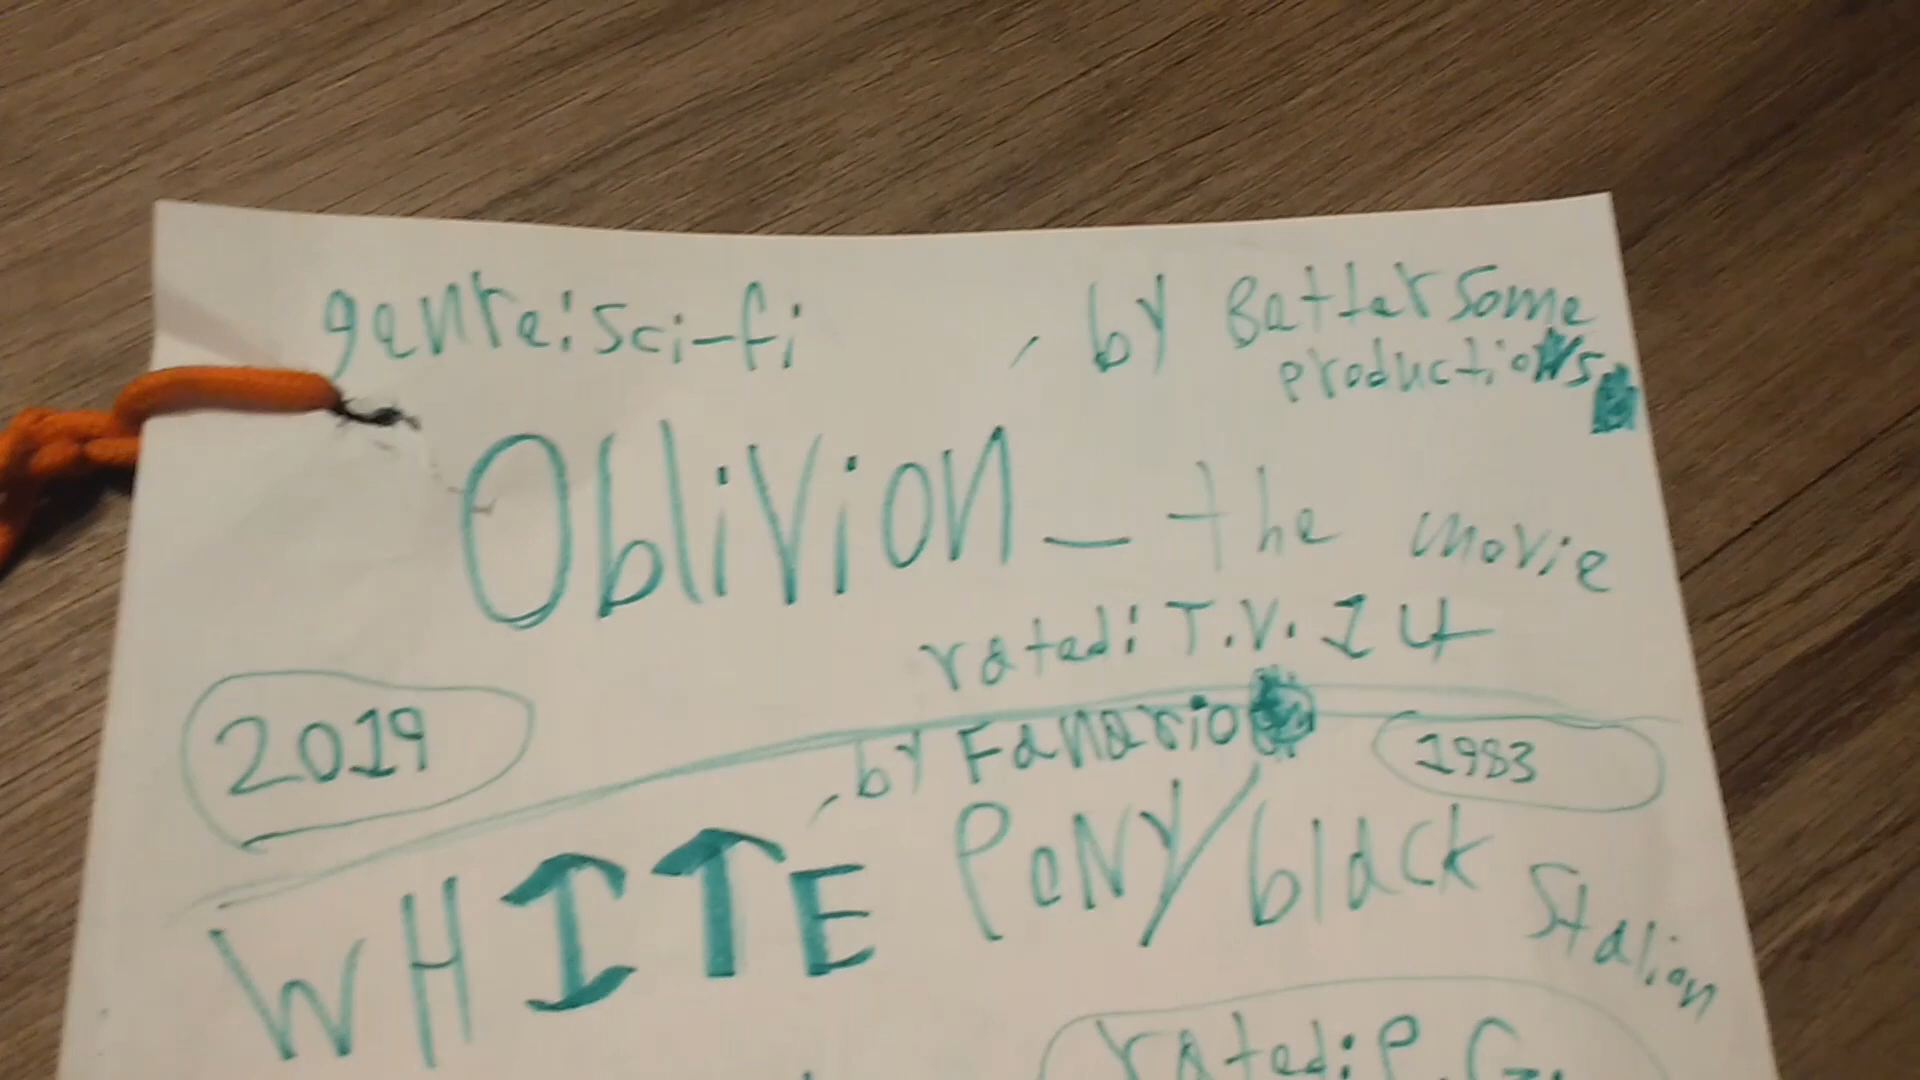 genre: sci-fi , by Battersome
productions
Oblivion - the movie
rated: T.V. 14
2019
, by Fanario
1983
WHITE PoNY/black Stalion
rated: P.G.